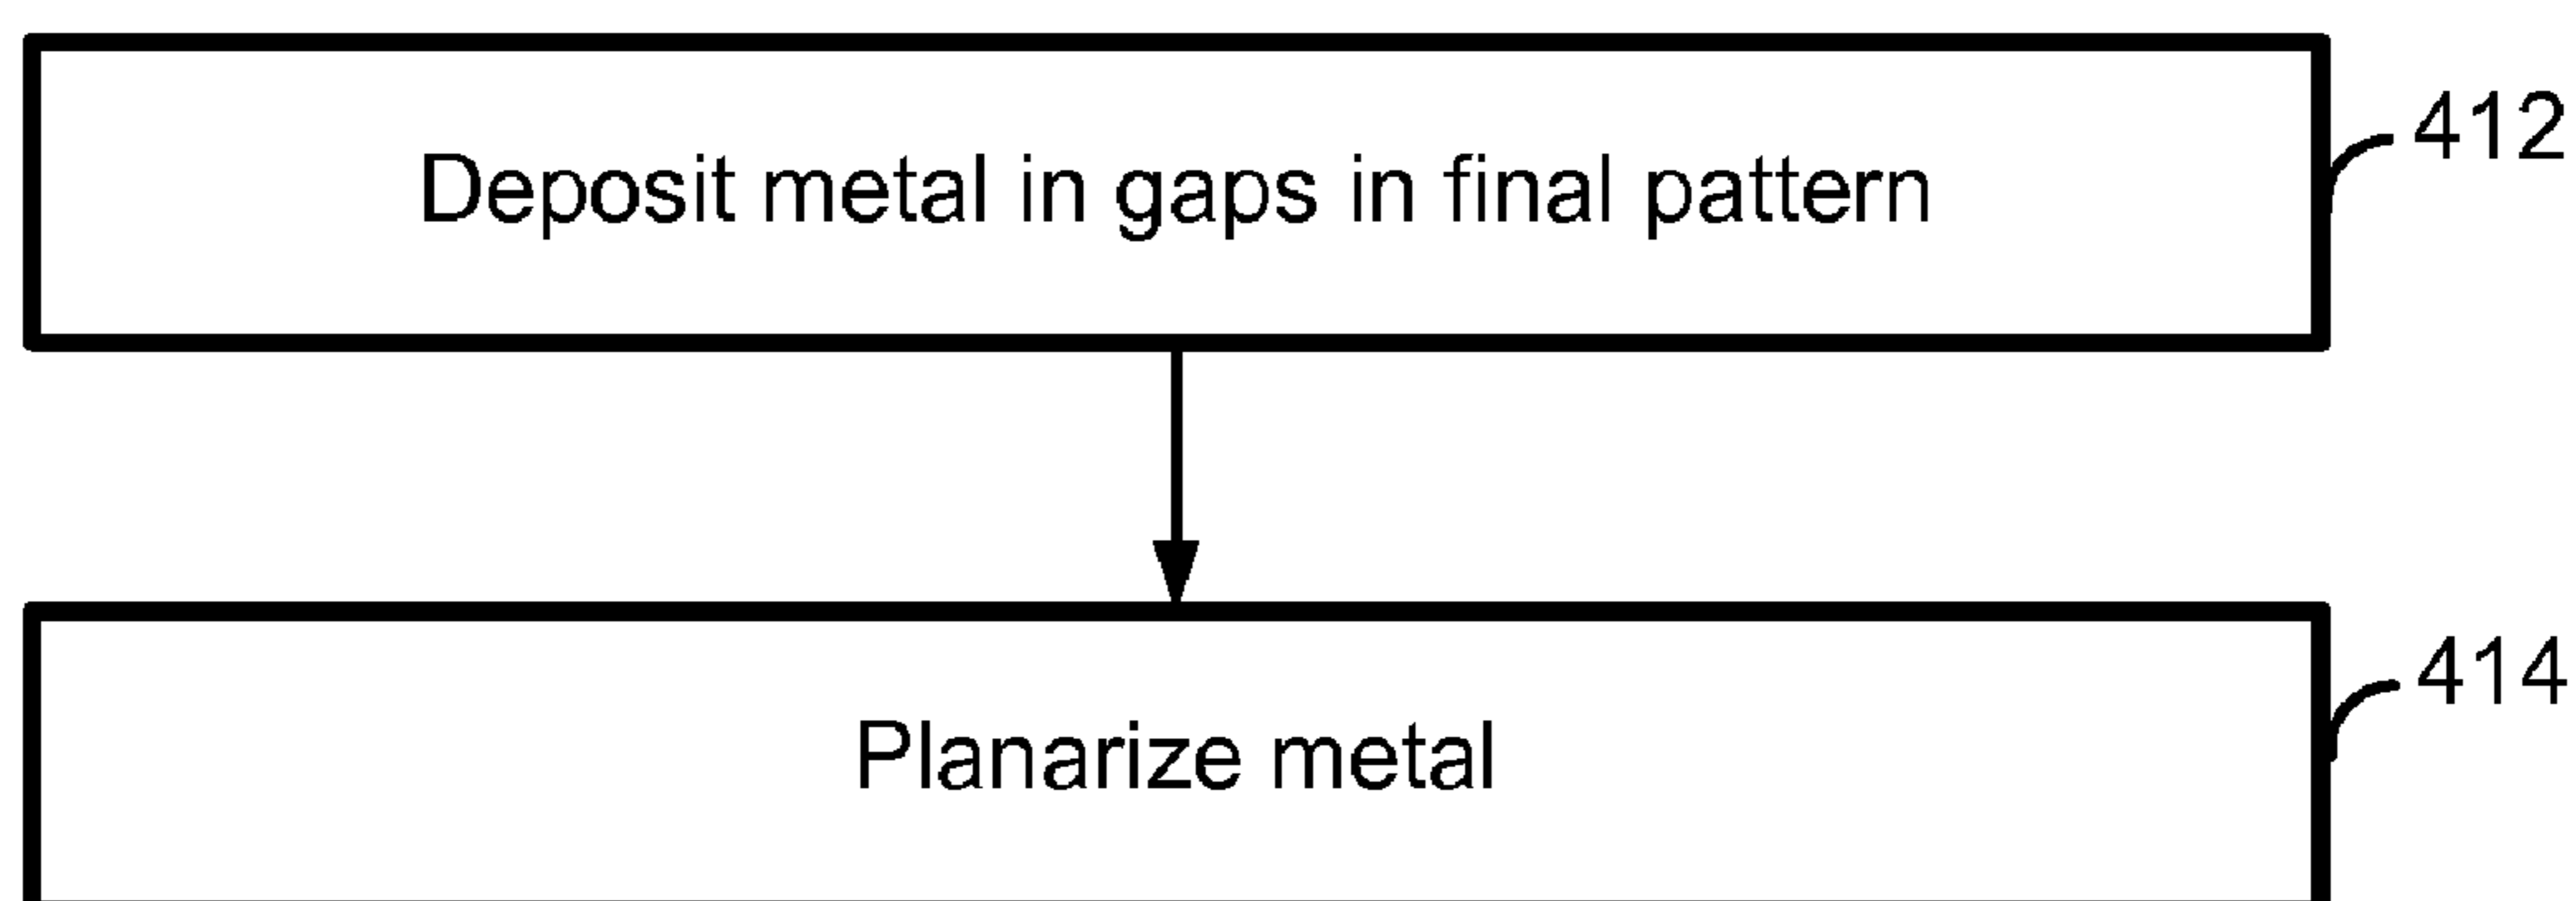 Deposit metal in gaps in final pattern
412
Planarize metal
414